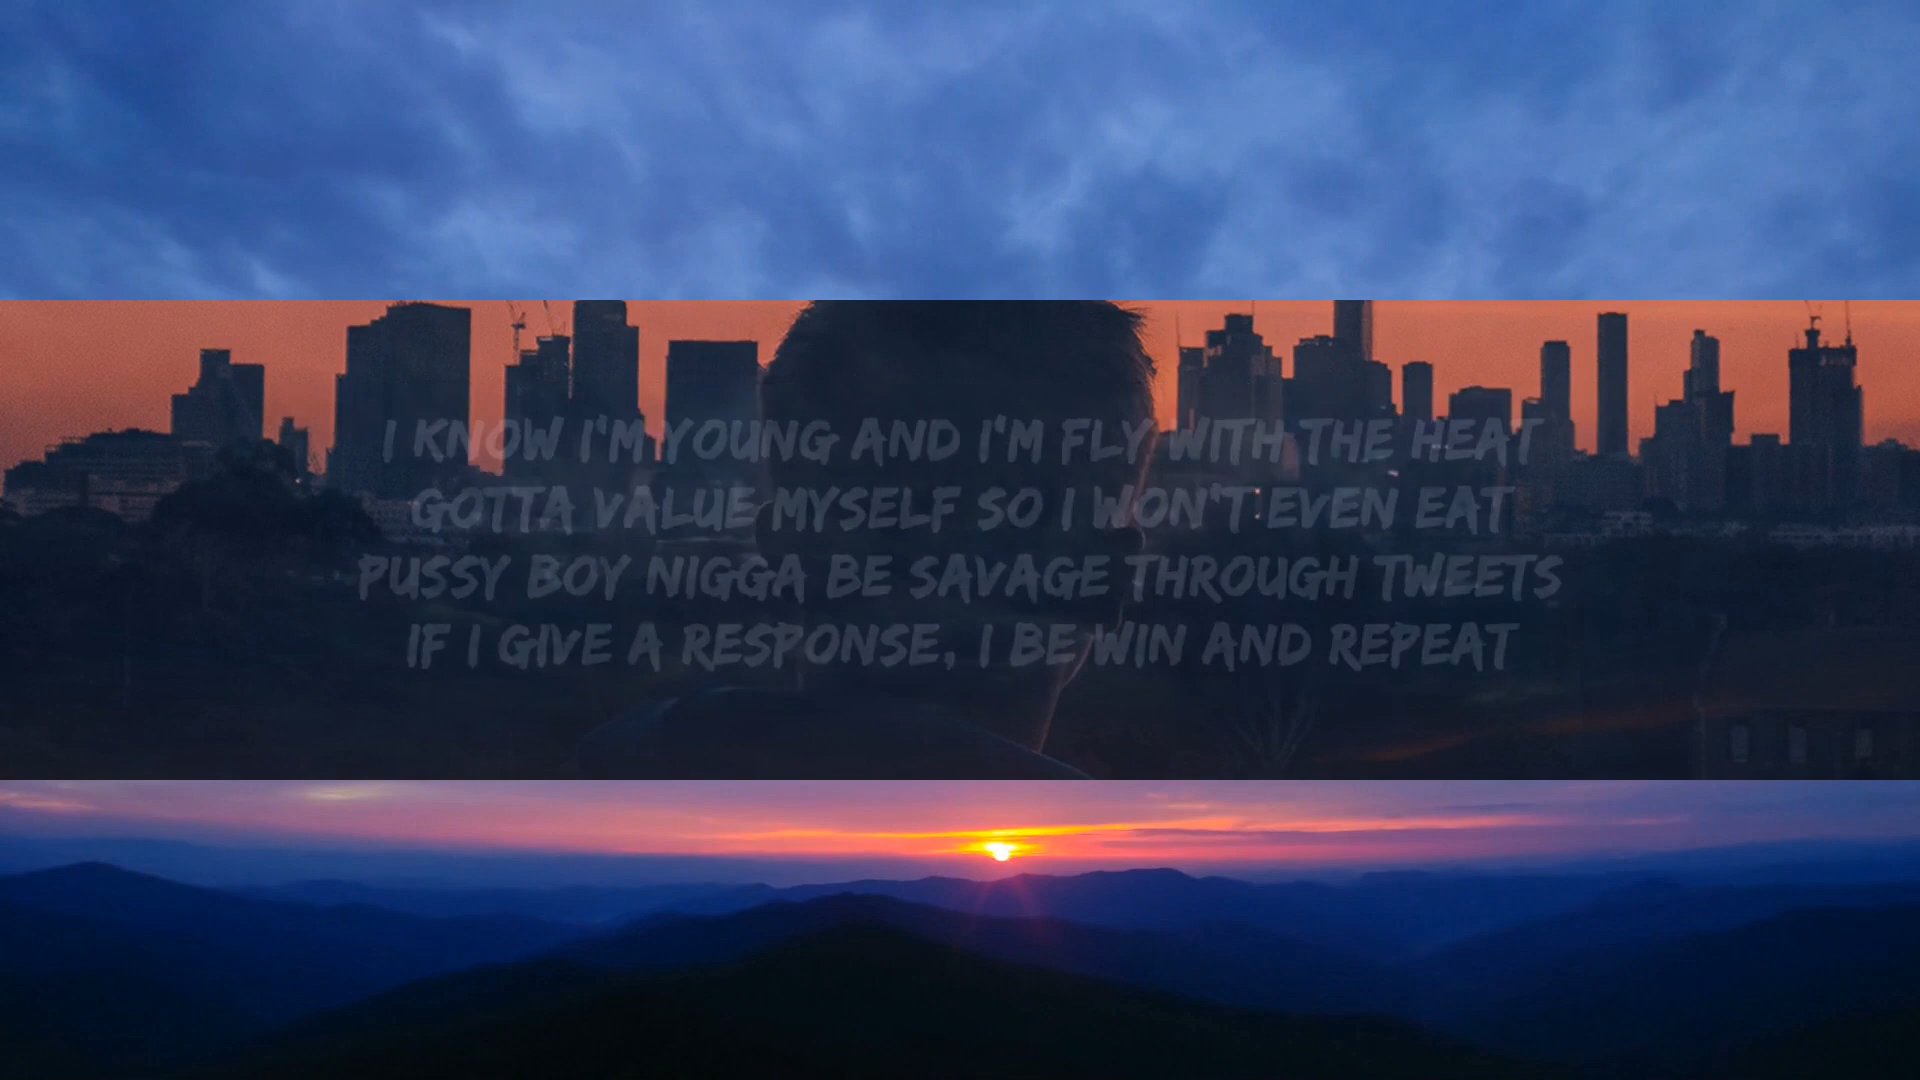 I KNOW I'M YOUNG AND I'M FLY WITH THE HEAT
GOTTA VALUE MYSELF SO I WON'T EVEN EAT
PUSSY BOY NIGGA BE SAVAGE THROUGH TWEETS
IF I GIVE A RESPONSE, I BE WIN AND REPEAT